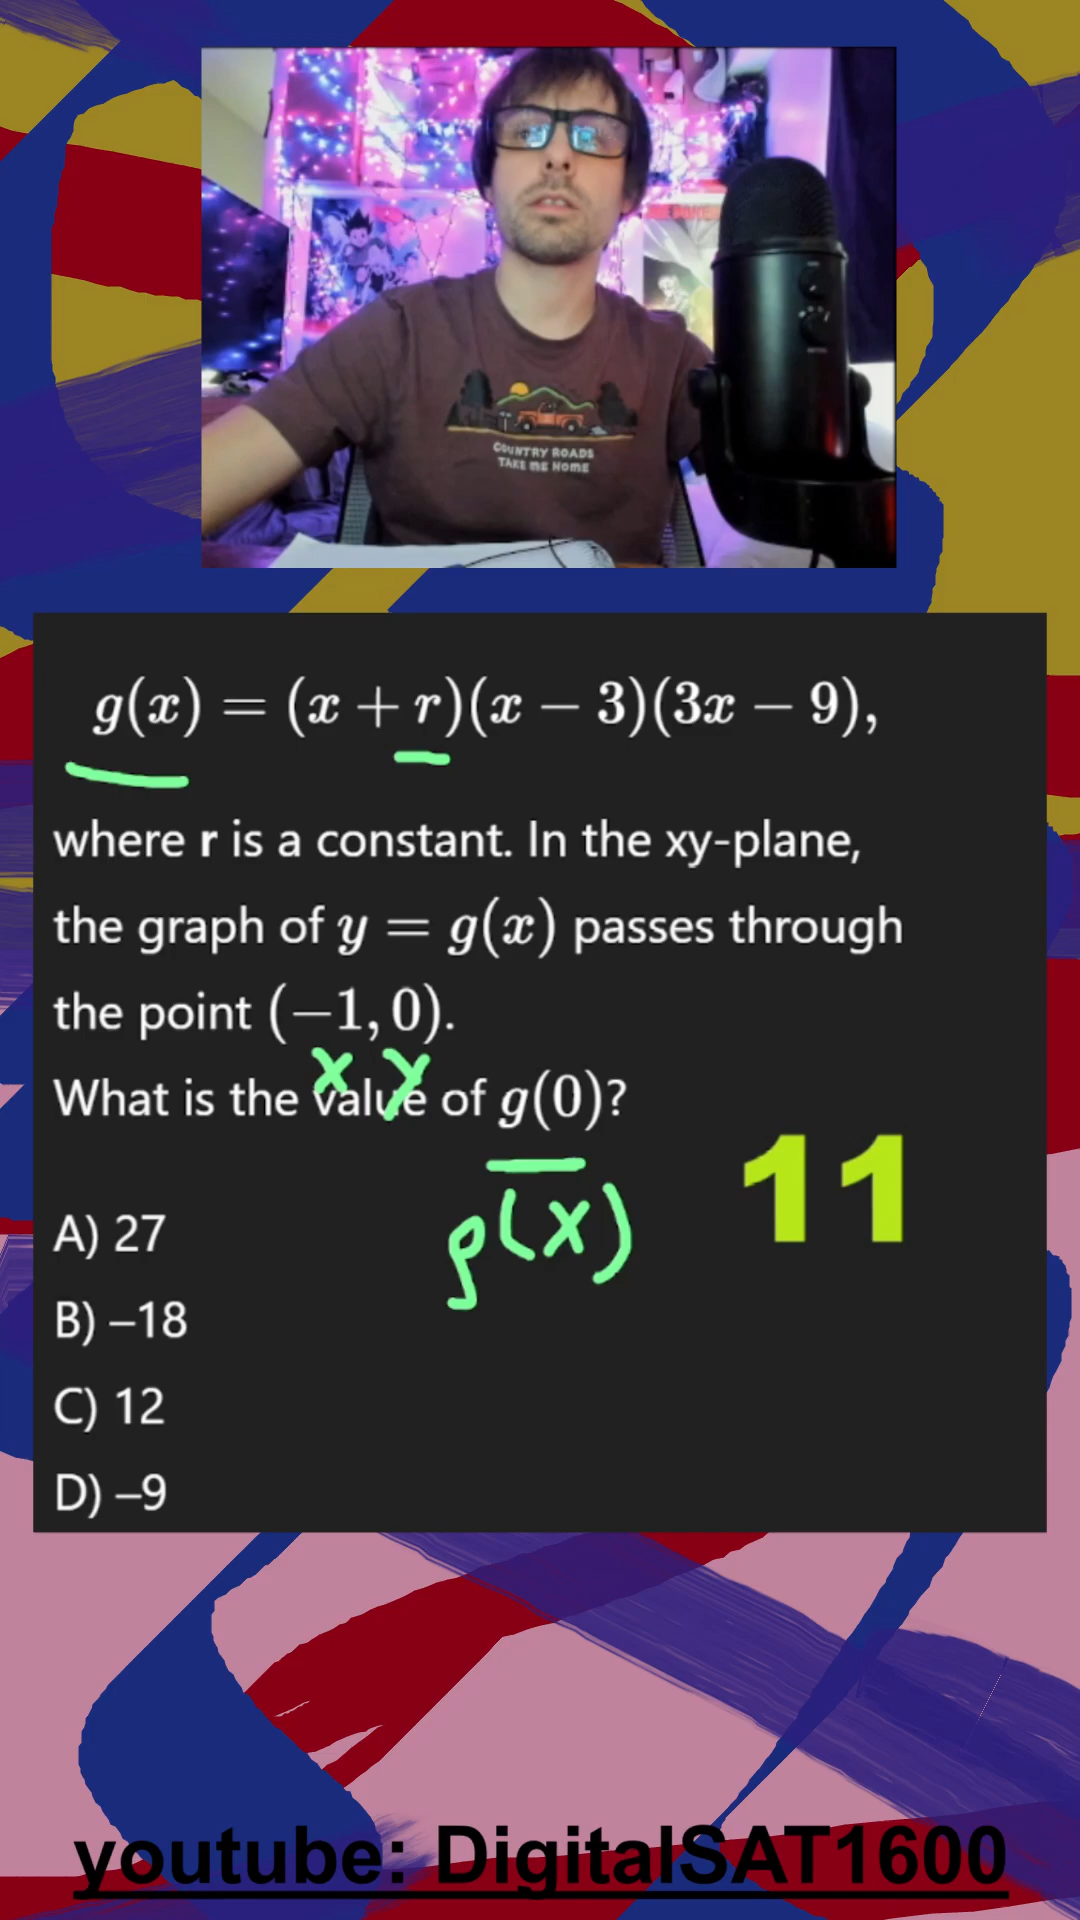 COUNTRY ROADS
TAKE ME HOME
g(x) = (x + r)(x − 3)(3x − 9),
where r is a constant. In the xy-plane,
the graph of y = g(x) passes through
the point (−1, 0).
x y
What is the value of g(0)?
11
g(x)
A) 27
B) –18
C) 12
D) –9
youtube: DigitalSAT1600